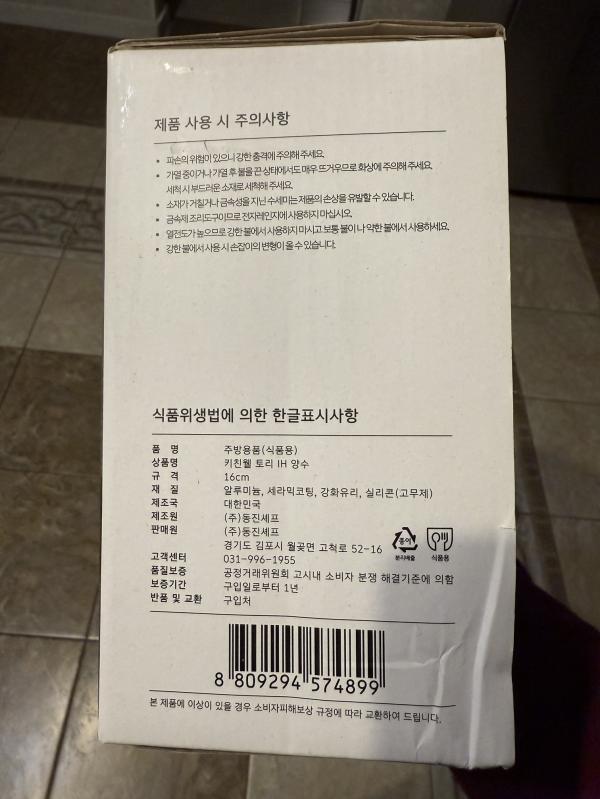 제품 사용 시 주의사항
• 파손의 위험이 있으니 강한 충격에 주의해 주세요.
• 가열 중이거나 가열 후 불을 끈 상태에서도 매우 뜨거우므로 화상에 주의해 주세요.
세척 시 부드러운 소재로 세척해 주세요.
• 소재가 거칠거나 금속성을 지닌 수세미는 제품의 손상을 유발할 수 있습니다.
• 금속제 조리도구이므로 전자레인지에 사용하지 마십시오.
• 열전도가 높으므로 강한 불에서 사용하지 마시고 보통 불이나 약한 불에서 사용하세요.
• 강한 불에서 사용 시 손잡이의 변형이 올 수 있습니다.
식품위생법에 의한 한글표시사항
품 명 주방용품(식품용)
상품명 키친웰 토리 IH 양수
규 격 16cm
재 질 알루미늄, 세라믹코팅, 강화유리, 실리콘(고무제)
제조국 대한민국
제조원 (주)동진셰프
판매원 (주)동진셰프
경기도 김포시 월곶면 고척로 52-16
고객센터 031-996-1955
품질보증 공정거래위원회 고시내 소비자 분쟁 해결기준에 의함
보증기간 구입일로부터 1년
반품 및 교환 구입처
종이
분리배출
식품용
8 809294 574899
본 제품에 이상이 있을 경우 소비자피해보상 규정에 따라 교환하여 드립니다.